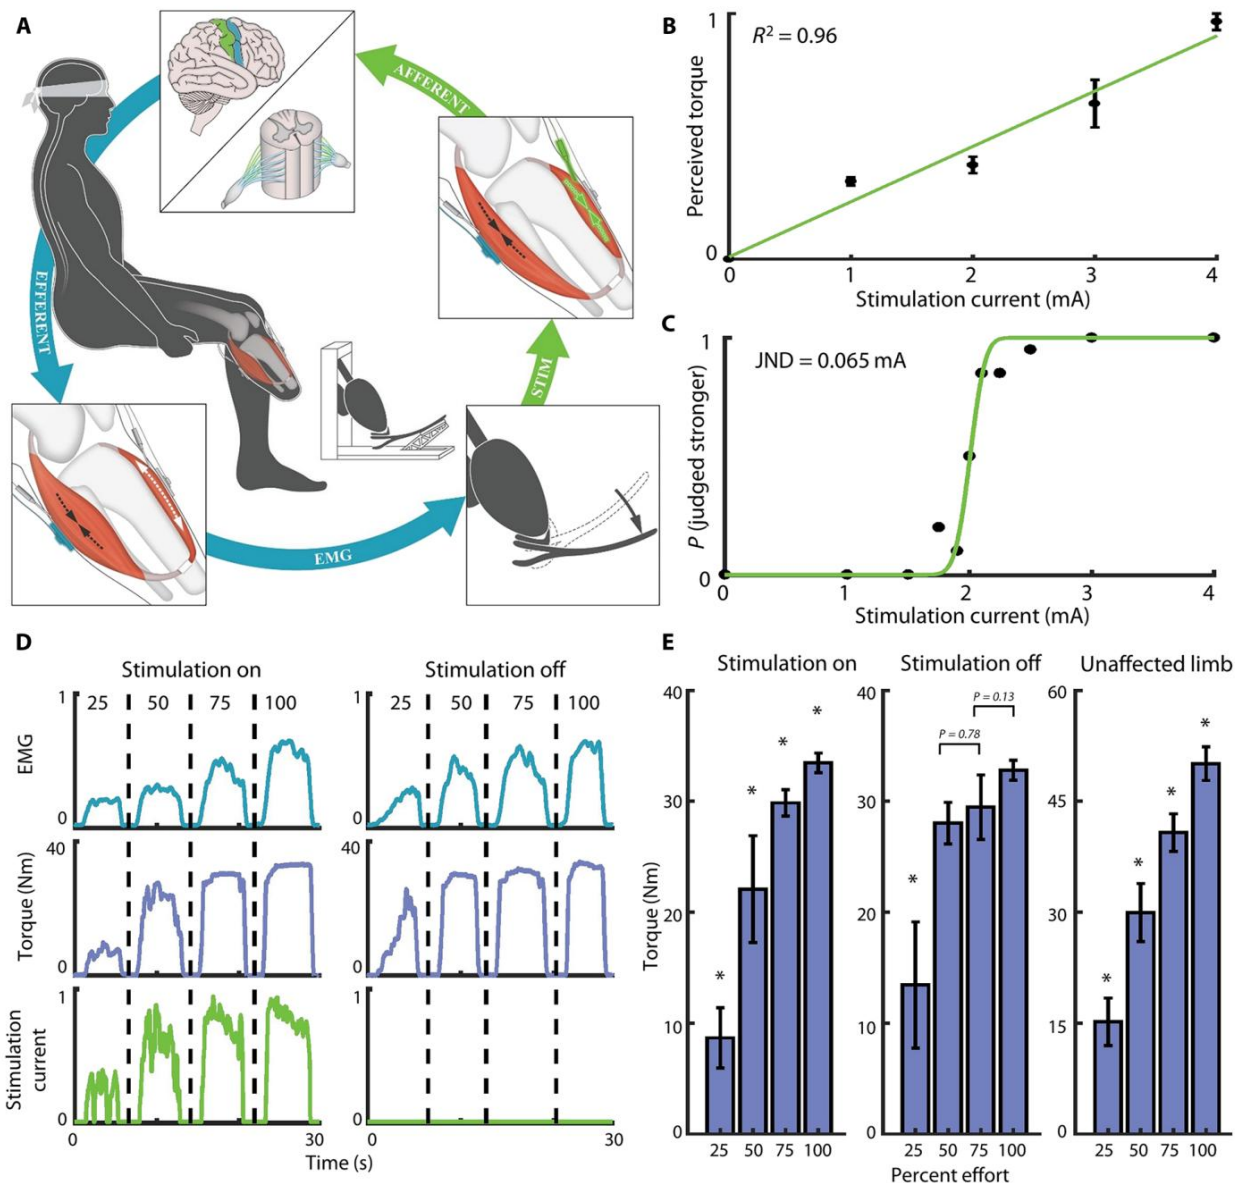 A
AFFERENT
EFFERENT
STIM
EMG
B
R² = 0.96
1
0
Perceived torque
0 1 2 3 4
Stimulation current (mA)
C
JND = 0.065 mA
1
0
P (judged stronger)
0 1 2 3 4
Stimulation current (mA)
D
Stimulation on Stimulation off
1
0
EMG
25 50 75 100
25 50 75 100
40
0
Torque (Nm)
40
0
1
0
Stimulation
current
1
0
0 30
0 30
Time (s)
E
Stimulation on Stimulation off Unaffected limb
Torque (Nm)
40
30
20
10
0
* * * *
25 50 75 100
40
30
20
10
0
P = 0.13
P = 0.78
*
25 50 75 100
60
45
30
15
0
* * * *
25 50 75 100
Percent effort